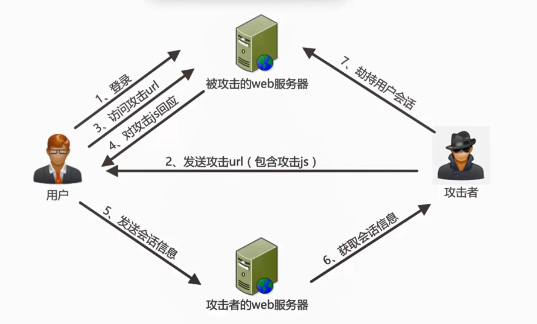 被攻击的web服务器
1、登录
3、访问攻击url
4、对攻击js回应
7、劫持用户会话
2、发送攻击url（包含攻击js）
用户
攻击者
5、发送会话信息
6、获取会话信息
攻击者的web服务器